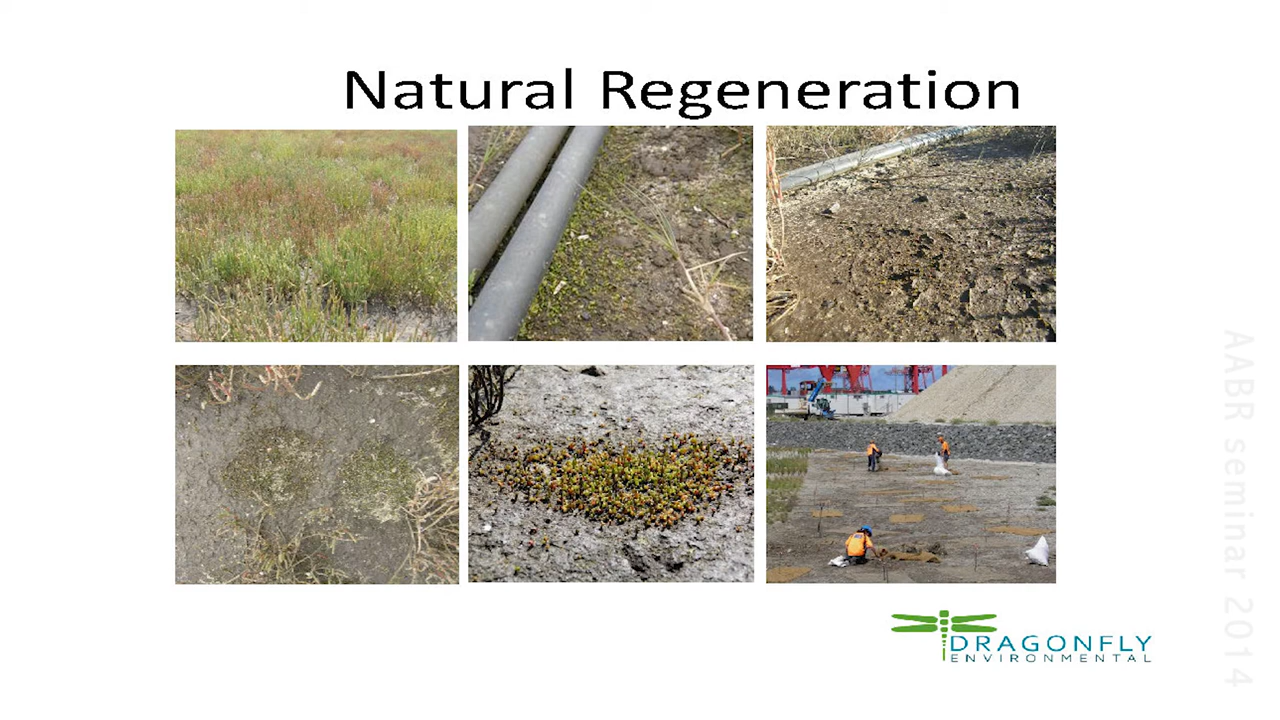 Natural Regeneration
DRAGONFLY
ENVIRONMENTAL
AABR seminar 2014